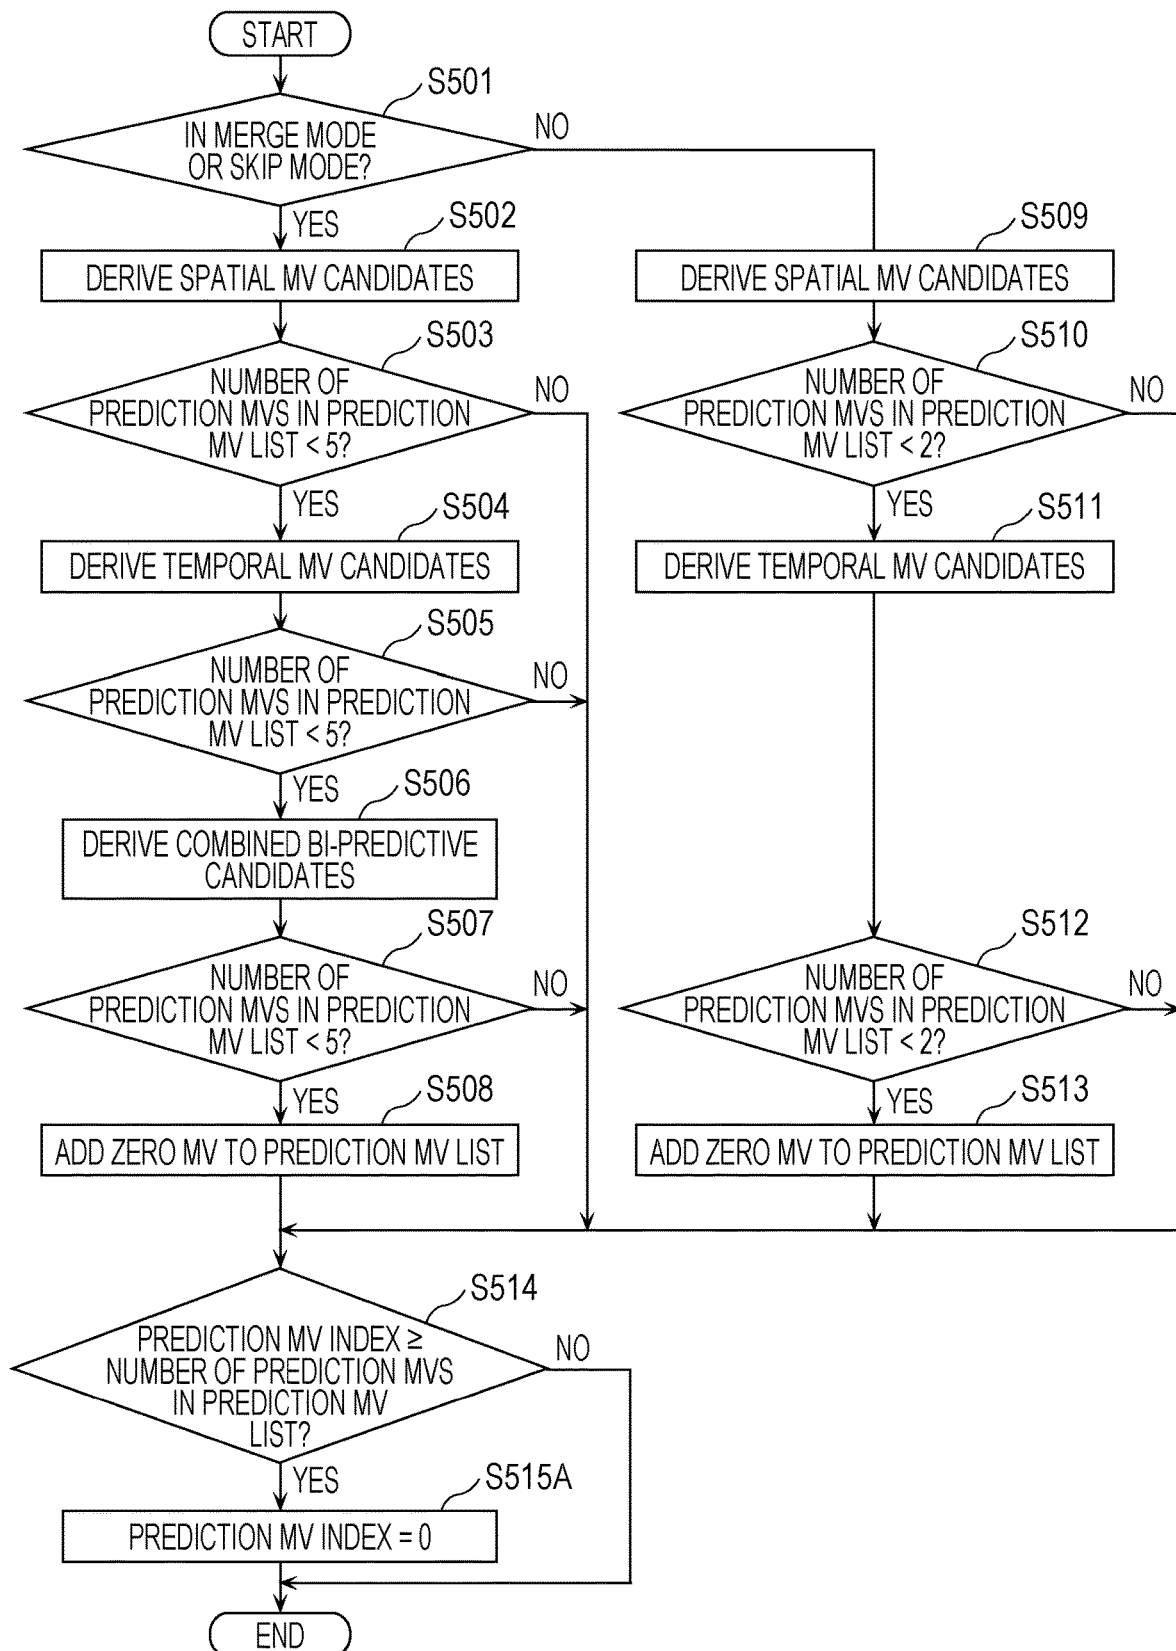 START
S501
IN MERGE MODE
OR SKIP MODE?
NO
YES
S502
DERIVE SPATIAL MV CANDIDATES
S503
NUMBER OF
PREDICTION MVS IN PREDICTION
MV LIST < 5?
NO
YES
S504
DERIVE TEMPORAL MV CANDIDATES
S505
NUMBER OF
PREDICTION MVS IN PREDICTION
MV LIST < 5?
NO
YES
S506
DERIVE COMBINED BI-PREDICTIVE
CANDIDATES
S507
NUMBER OF
PREDICTION MVS IN PREDICTION
MV LIST < 5?
NO
YES
S508
ADD ZERO MV TO PREDICTION MV LIST
S509
DERIVE SPATIAL MV CANDIDATES
S510
NUMBER OF
PREDICTION MVS IN PREDICTION
MV LIST < 2?
NO
YES
S511
DERIVE TEMPORAL MV CANDIDATES
S512
NUMBER OF
PREDICTION MVS IN PREDICTION
MV LIST < 2?
NO
YES
S513
ADD ZERO MV TO PREDICTION MV LIST
S514
PREDICTION MV INDEX ≥
NUMBER OF PREDICTION MVS
IN PREDICTION MV
LIST?
NO
YES
S515A
PREDICTION MV INDEX = 0
END